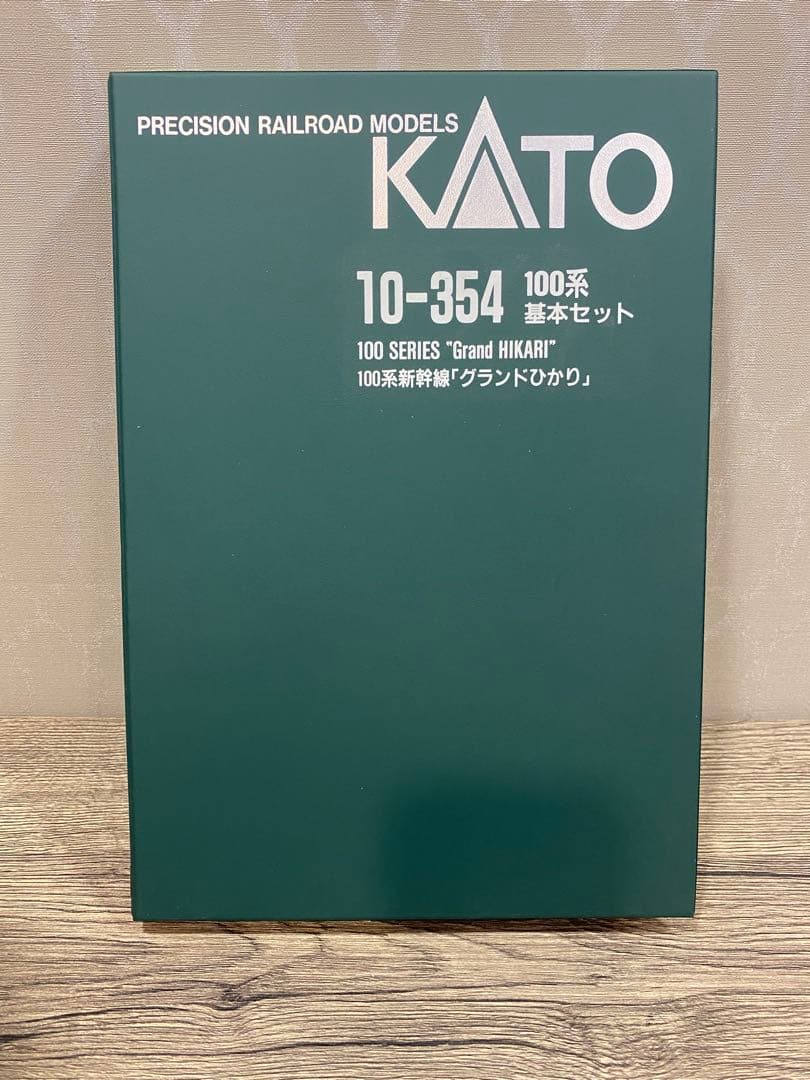 PRECISION RAILROAD MODELS
KATO
10-354 100系
基本セット
100 SERIES "Grand HIKARI"
100系新幹線「グランドひかり」